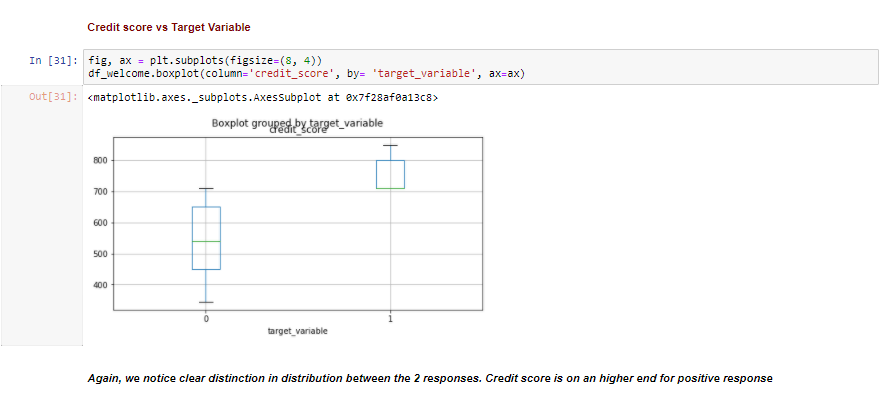 Credit score vs Target Variable
In [31]: fig, ax = plt.subplots(figsize=(8, 4))
df_welcome.boxplot(column='credit_score', by= 'target_variable', ax=ax)
Out[31]: <matplotlib.axes._subplots.AxesSubplot at 0x7f28af0a13c8>
Boxplot grouped by target_variable
credit_score
800
700
600
500
400
0 1
target_variable
Again, we notice clear distinction in distribution between the 2 responses. Credit score is on an higher end for positive response